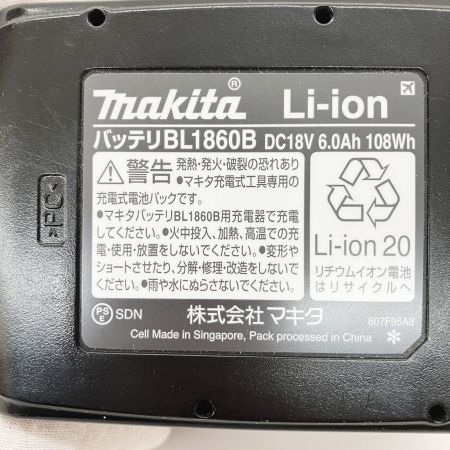 makita® Li-ion
バッテリBL1860B DC18V 6.0Ah 108Wh
⚠警告 発熱・発火・破裂の恐れあり
●マキタ充電式工具専用の
充電式電池パックです。
●マキタバッテリBL1860B用充電器で充電
してください。●火中投入、加熱、高温での充
電・使用・放置をしないでください。●変形や
ショートさせたり、分解・修理・改造をしない
でください。●雨や水にぬらさないでください。
Li-ion 20
リチウムイオン電池
はリサイクルへ
>PC<
PS
E
SDN
株式会社マキタ
807F95A8
Cell Made in Singapore, Pack processed in China